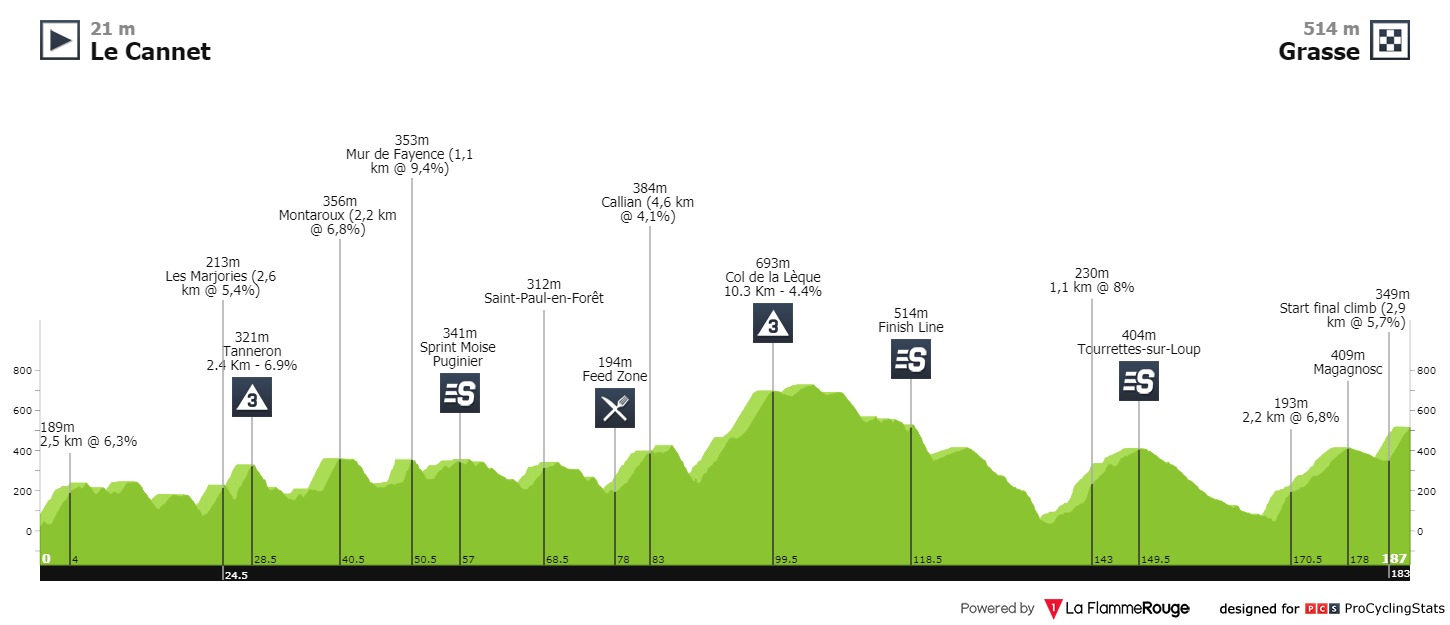 21 m
Le Cannet
514 m
Grasse
353m
Mur de Fayence (1,1
km @ 9,4%)
356m
Montaroux (2,2 km
@ 6,8%)
384m
Callian (4,6 km
@ 4,1%)
213m
Les Marjories (2,6
km @ 5,4%)
693m
Col de la Lèque
10.3 Km - 4.4%
230m
1,1 km @ 8%
312m
Saint-Paul-en-Forêt
349m
Start final climb (2,9
km @ 5,7%)
514m
Finish Line
321m
Tanneron
2.4 Km - 6.9%
341m
Sprint Moise
Puginier
404m
Tourrettes-sur-Loup
194m
Feed Zone
409m
Magagnosc
193m
2,2 km @ 6,8%
189m
2,5 km @ 6,3%
3
S
3
S
S
800
600
400
200
0
800
600
400
200
0
0 4 28.5 40.5 50.5 57 68.5 78 83 99.5 118.5 143 149.5 170.5 178 187
24.5 183
Powered by 1 La FlammeRouge designed for PCS ProCyclingStats